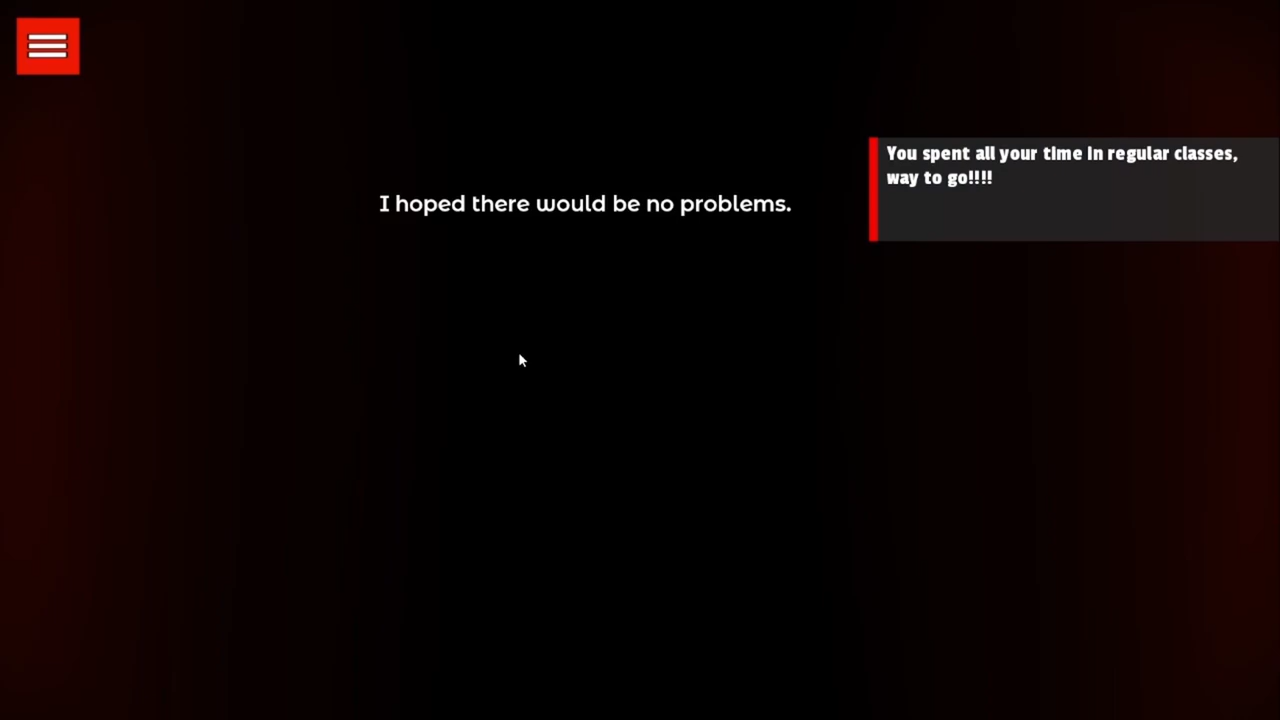 I hoped there would be no problems.
You spent all your time in regular classes,
way to go!!!!